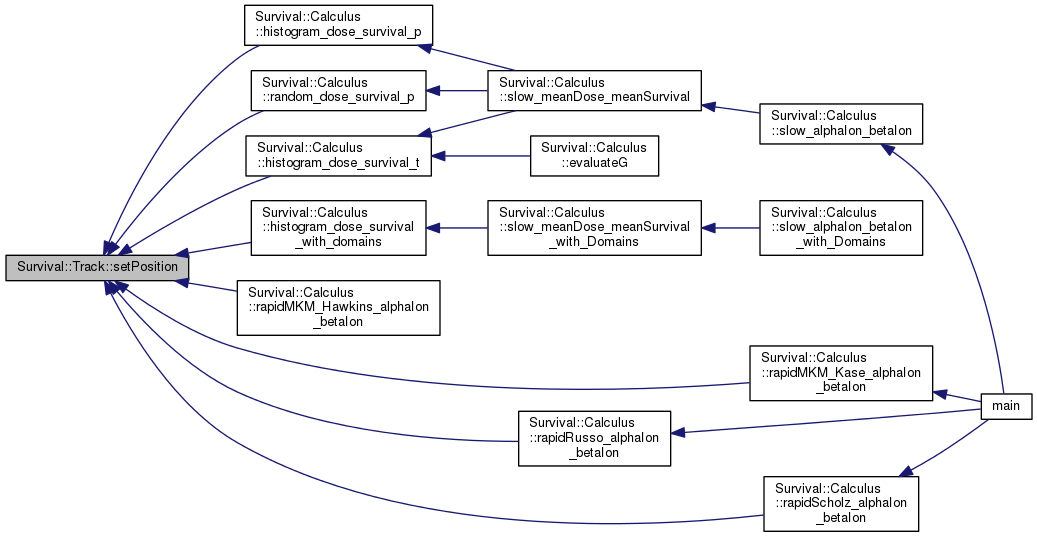 Survival::Calculus
::histogram_dose_survival_p
Survival::Calculus
::random_dose_survival_p
Survival::Calculus
::slow_meanDose_meanSurvival
Survival::Calculus
::slow_alphaIon_betaIon
Survival::Calculus
::histogram_dose_survival_t
Survival::Calculus
::evaluateG
Survival::Calculus
::histogram_dose_survival
_with_domains
Survival::Calculus
::slow_meanDose_meanSurvival
_with_Domains
Survival::Calculus
::slow_alphaIon_betaIon
_with_Domains
Survival::Track::setPosition
Survival::Calculus
::rapidMKM_Hawkins_alphaIon
_betaIon
Survival::Calculus
::rapidMKM_Kase_alphaIon
_betaIon
main
Survival::Calculus
::rapidRusso_alphaIon
_betaIon
Survival::Calculus
::rapidScholz_alphaIon
_betaIon